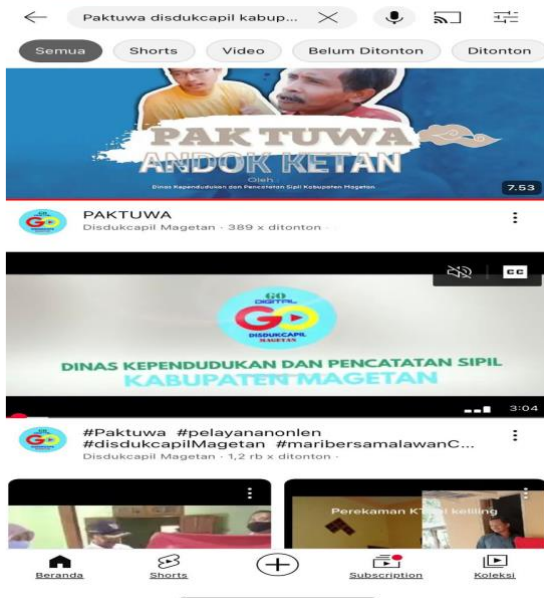 Paktuwa disdukcapil kabup...
Semua
Shorts
Video
Belum Ditonton
Ditonton
PAK TUWA
ANDOK KETAN
Oleh :
Dinas Kependudukan dan Pencatatan Sipil Kabupaten Magetan
7.53
PAKTUWA
Disdukcapil Magetan · 389 x ditonton ·
CC
GO
DIGITAL
GO
DISDUKCAPIL
MAGETAN
DINAS KEPENDUDUKAN DAN PENCATATAN SIPIL
KABUPATEN MAGETAN
3:04
#Paktuwa #pelayananonlen
#disdukcapilMagetan #maribersamalawanC...
Disdukcapil Magetan · 1,2 rb x ditonton ·
Perekaman keliling
Beranda
Shorts
Subscription
Koleksi